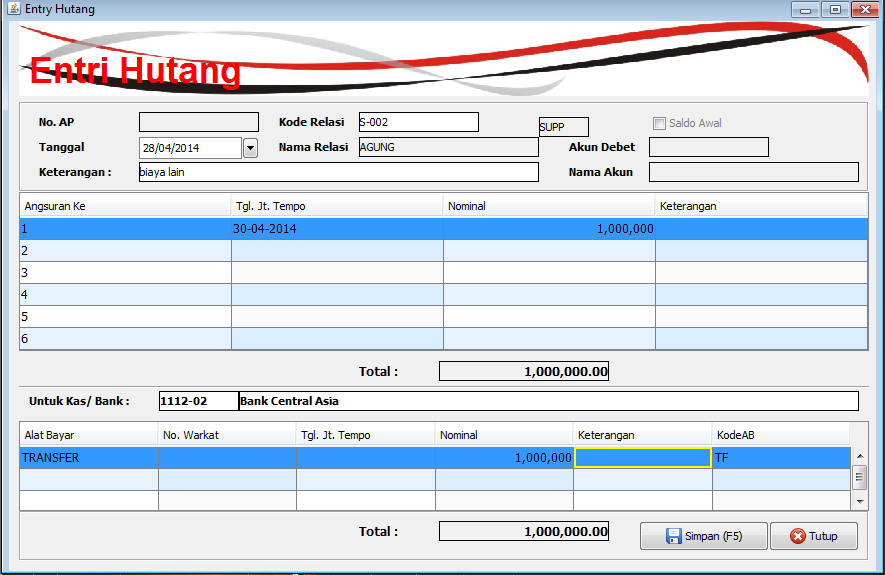 Entry Hutang
Entri Hutang
No. AP Kode Relasi S-002 SUPP Saldo Awal
Tanggal 28/04/2014 Nama Relasi AGUNG Akun Debet
Keterangan : biaya lain Nama Akun
Angsuran Ke Tgl. Jt. Tempo Nominal Keterangan
1 30-04-2014 1,000,000
2
3
4
5
6
Total : 1,000,000.00
Untuk Kas/ Bank : 1112-02 Bank Central Asia
Alat Bayar No. Warkat Tgl. Jt. Tempo Nominal Keterangan KodeAB
TRANSFER 1,000,000 TF
Total : 1,000,000.00 Simpan (F5) Tutup